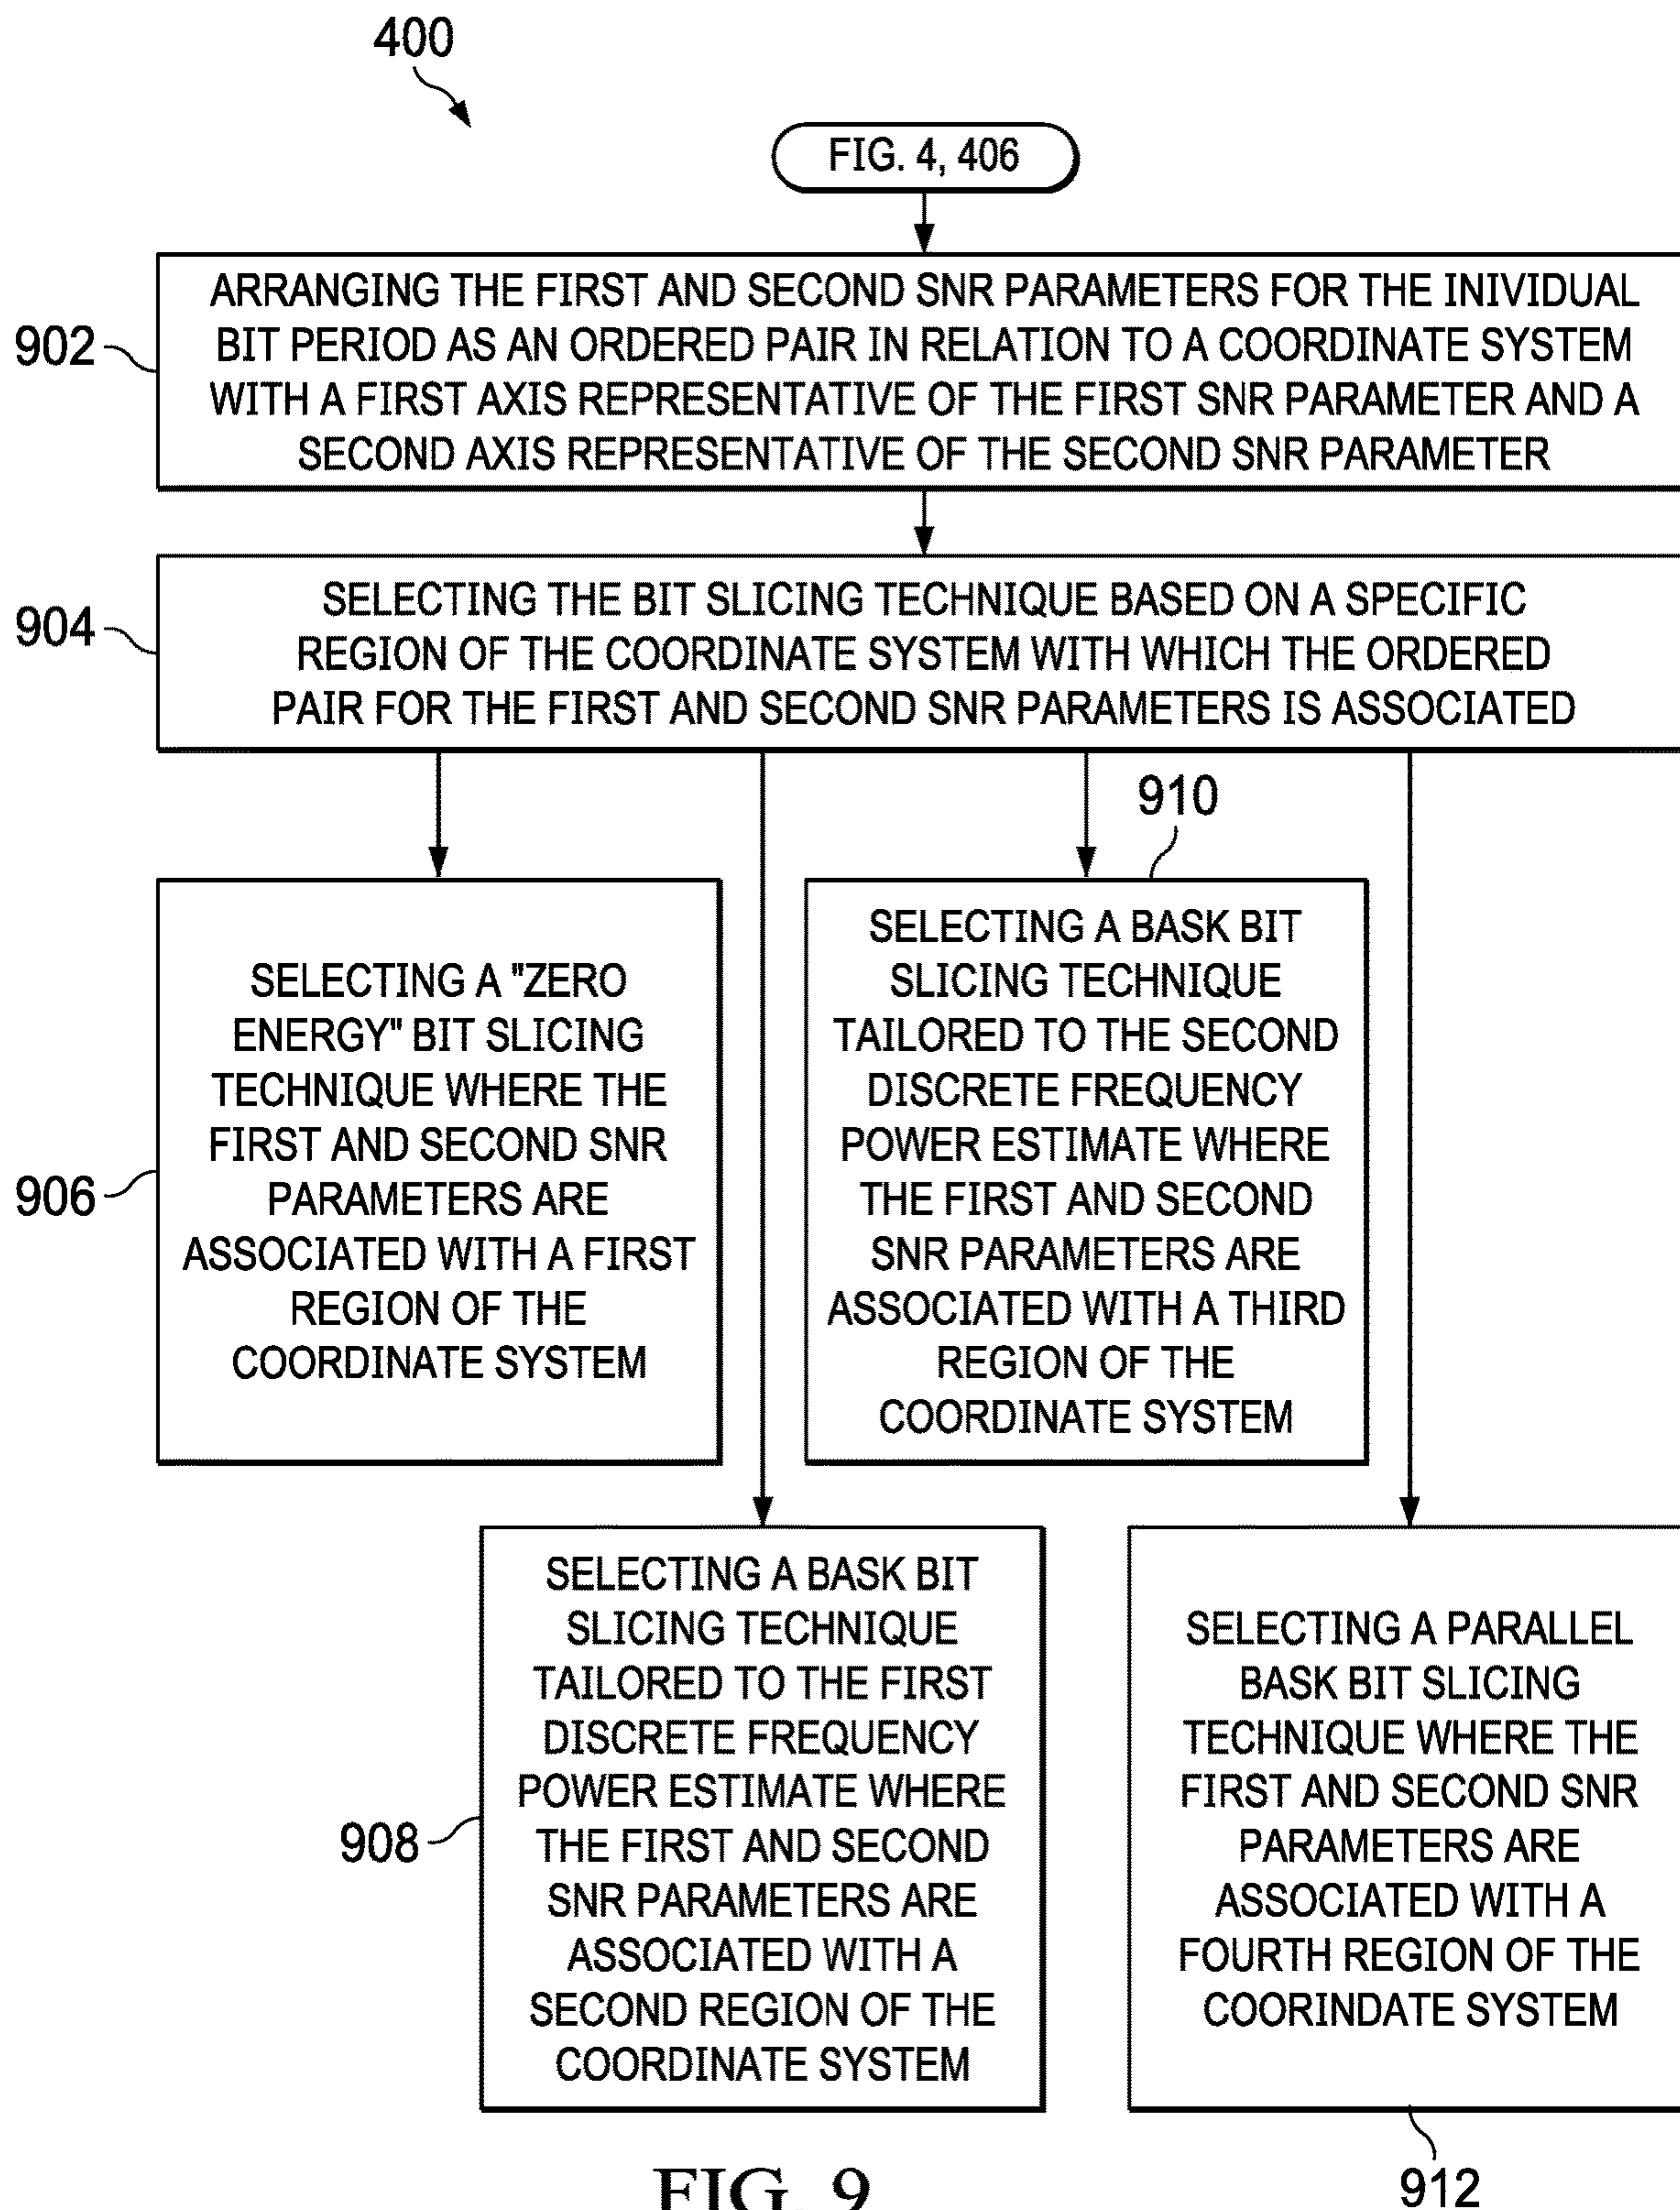 400
FIG. 4, 406
902
ARRANGING THE FIRST AND SECOND SNR PARAMETERS FOR THE INIVIDUAL
BIT PERIOD AS AN ORDERED PAIR IN RELATION TO A COORDINATE SYSTEM
WITH A FIRST AXIS REPRESENTATIVE OF THE FIRST SNR PARAMETER AND A
SECOND AXIS REPRESENTATIVE OF THE SECOND SNR PARAMETER
904
SELECTING THE BIT SLICING TECHNIQUE BASED ON A SPECIFIC
REGION OF THE COORDINATE SYSTEM WITH WHICH THE ORDERED
PAIR FOR THE FIRST AND SECOND SNR PARAMETERS IS ASSOCIATED
906
SELECTING A "ZERO
ENERGY" BIT SLICING
TECHNIQUE WHERE THE
FIRST AND SECOND SNR
PARAMETERS ARE
ASSOCIATED WITH A FIRST
REGION OF THE
COORDINATE SYSTEM
910
SELECTING A BASK BIT
SLICING TECHNIQUE
TAILORED TO THE SECOND
DISCRETE FREQUENCY
POWER ESTIMATE WHERE
THE FIRST AND SECOND
SNR PARAMETERS ARE
ASSOCIATED WITH A THIRD
REGION OF THE
COORDINATE SYSTEM
908
SELECTING A BASK BIT
SLICING TECHNIQUE
TAILORED TO THE FIRST
DISCRETE FREQUENCY
POWER ESTIMATE WHERE
THE FIRST AND SECOND
SNR PARAMETERS ARE
ASSOCIATED WITH A
SECOND REGION OF THE
COORDINATE SYSTEM
SELECTING A PARALLEL
BASK BIT SLICING
TECHNIQUE WHERE THE
FIRST AND SECOND SNR
PARAMETERS ARE
ASSOCIATED WITH A
FOURTH REGION OF THE
COORINDATE SYSTEM
912
FIG. 9